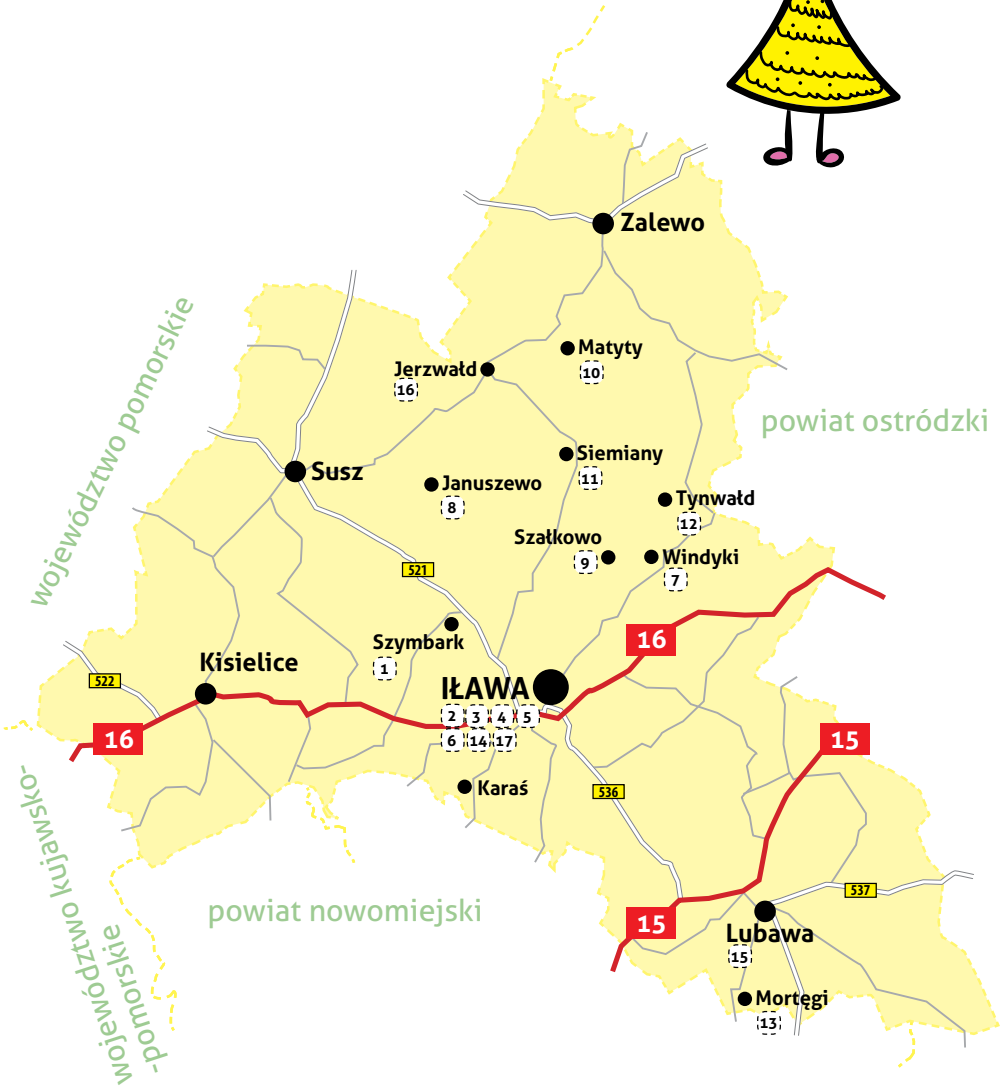 Zalewo
Matyty
10
Jerzwałd
16
województwo pomorskie
powiat ostródzki
Siemiany
11
Susz
Januszewo
8
Tynwałd
12
Szałkowo
9
Windyki
7
521
Szymbark
1
16
Kisielice
522
IŁAWA
2 3 4 5
6 14 17
16
15
Karaś
536
województwo kujawsko-
-pomorskie
powiat nowomiejski
537
15
Lubawa
15
Mortęgi
13